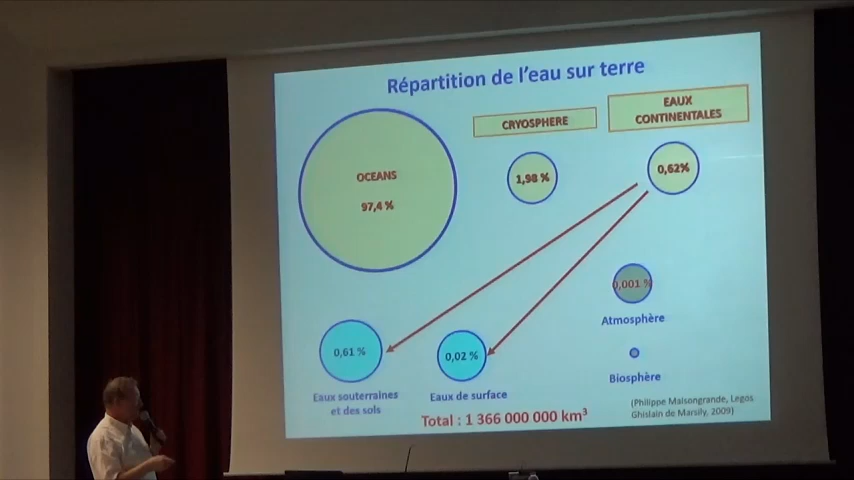 Répartition de l'eau sur terre
OCEANS
97,4 %
CRYOSPHERE
1,98 %
EAUX
CONTINENTALES
0,62%
0,001 %
Atmosphère
Biosphère
0,61 %
Eaux souterraines
et des sols
0,02 %
Eaux de surface
Total : 1 366 000 000 km³
(Philippe Maisongrande, Legos
Ghislain de Marsily, 2009)